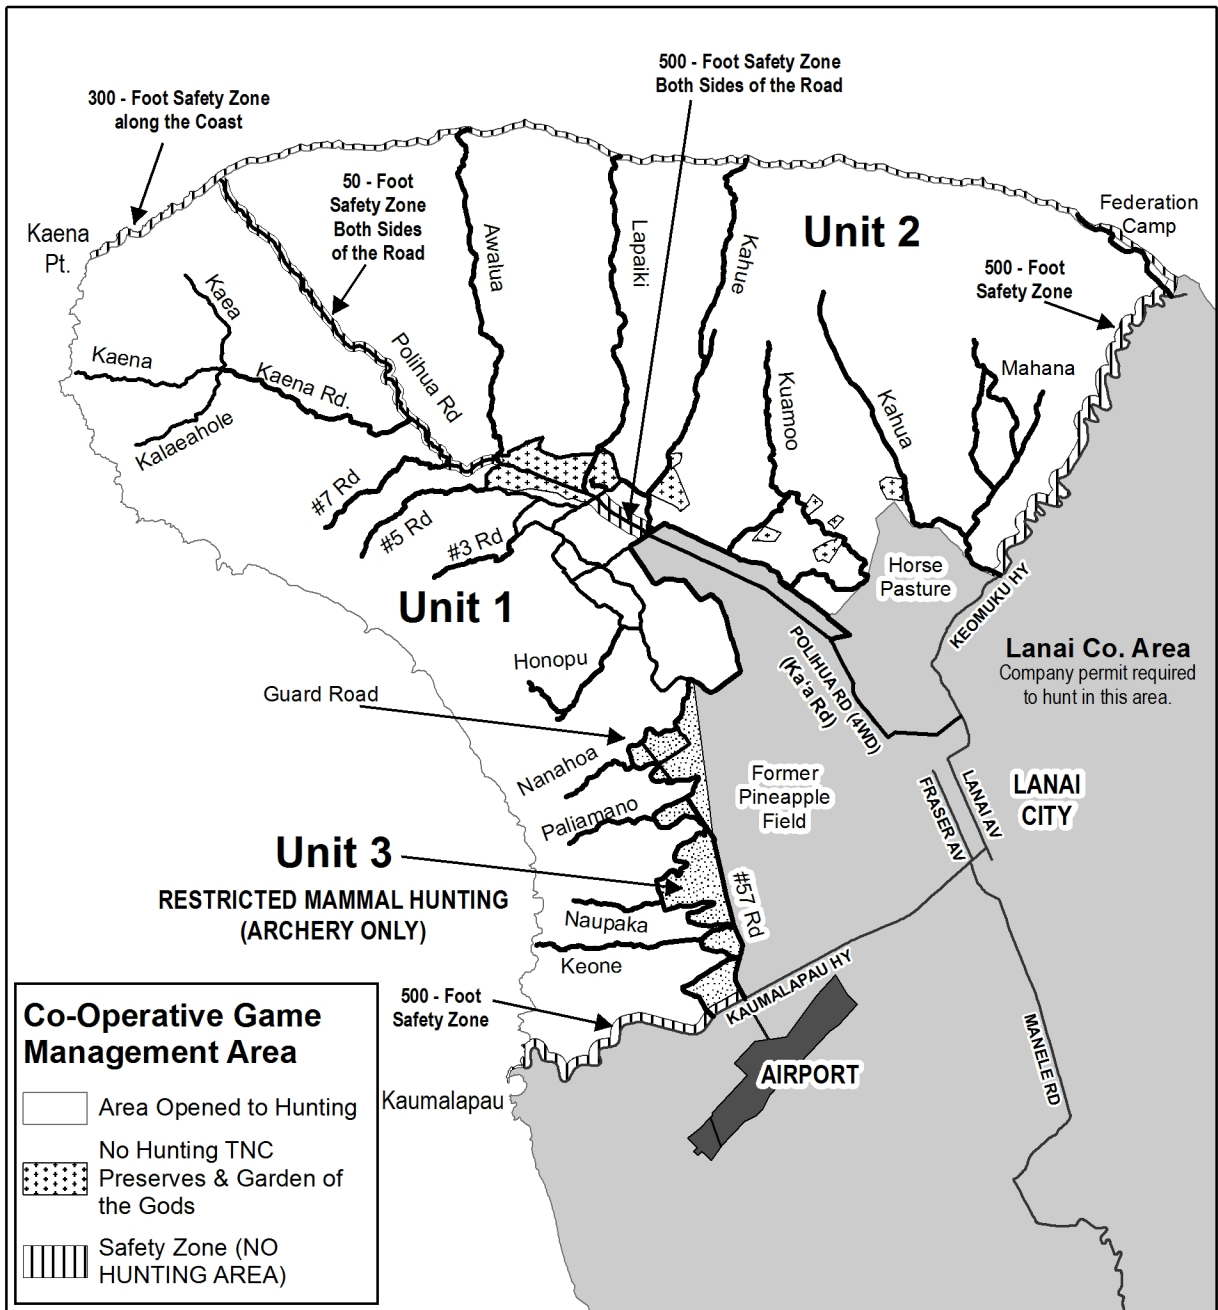 500 - Foot Safety Zone
Both Sides of the Road
300 - Foot Safety Zone
along the Coast
50 - Foot
Safety Zone
Both Sides
of the Road
Kaena
Pt.
Federation
Camp
Unit 2
500 - Foot
Safety Zone
Awalua
Lapaiki
Kahue
Kaea
Kaena
Kaena Rd.
Polihua Rd
Kalaeahole
Kuamoo
Kahua
Mahana
#7 Rd
#5 Rd
#3 Rd
Unit 1
Horse
Pasture
KEOMUKU HY
Lanai Co. Area
Company permit required
to hunt in this area.
POLIHUA RD (4WD)
(Ka'a Rd)
Honopu
Guard Road
Nanahoa
Paliamano
Former
Pineapple
Field
LANAI
CITY
FRASER AV
LANAI AV
Unit 3
RESTRICTED MAMMAL HUNTING
(ARCHERY ONLY)
#57 Rd
Naupaka
Keone
KAUMALAPAU HY
500 - Foot
Safety Zone
AIRPORT
MANELE RD
Kaumalapau
Co-Operative Game
Management Area
Area Opened to Hunting
No Hunting TNC
Preserves & Garden of
the Gods
Safety Zone (NO
HUNTING AREA)